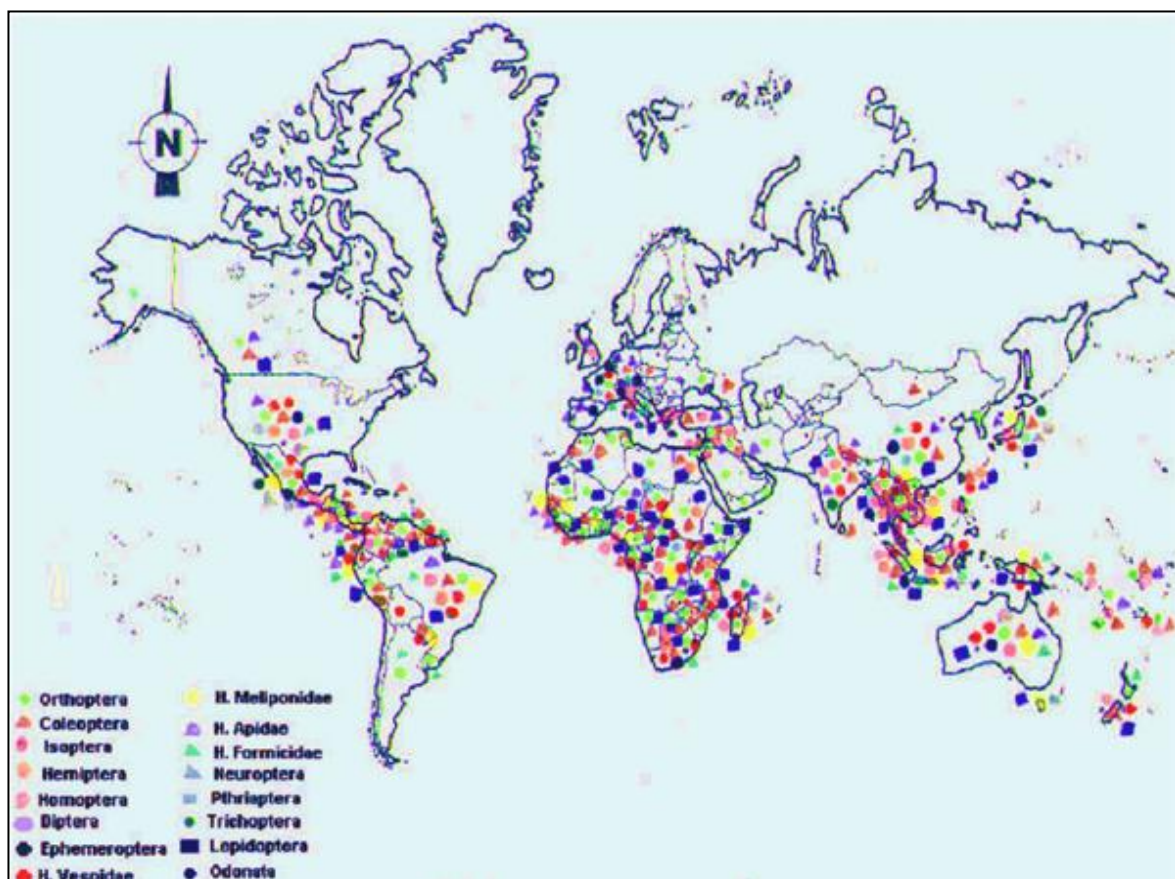 N
Orthoptera
Coleoptera
Isoptera
Hemiptera
Homoptera
Diptera
Ephemeroptera
H. Vespidae
H. Meliponidae
H. Apidae
H. Formicidae
Neuroptera
Pthriaptera
Trichoptera
Lepidoptera
Odonata